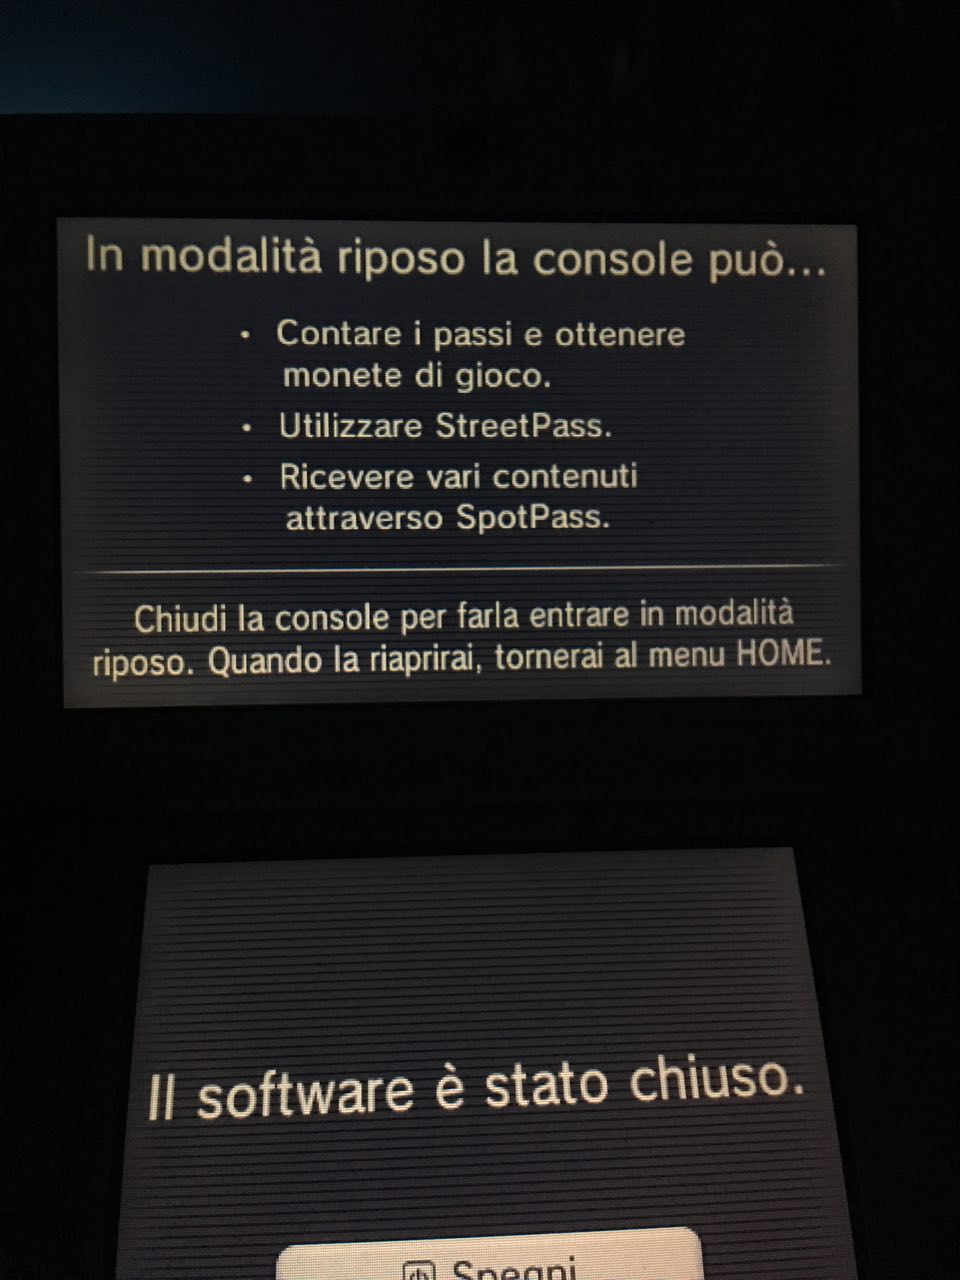 In modalità riposo la console può...
• Contare i passi e ottenere
monete di gioco.
• Utilizzare StreetPass.
• Ricevere vari contenuti
attraverso SpotPass.
Chiudi la console per farla entrare in modalità
riposo. Quando la riaprirai, tornerai al menu HOME.
Il software è stato chiuso.
Spegni